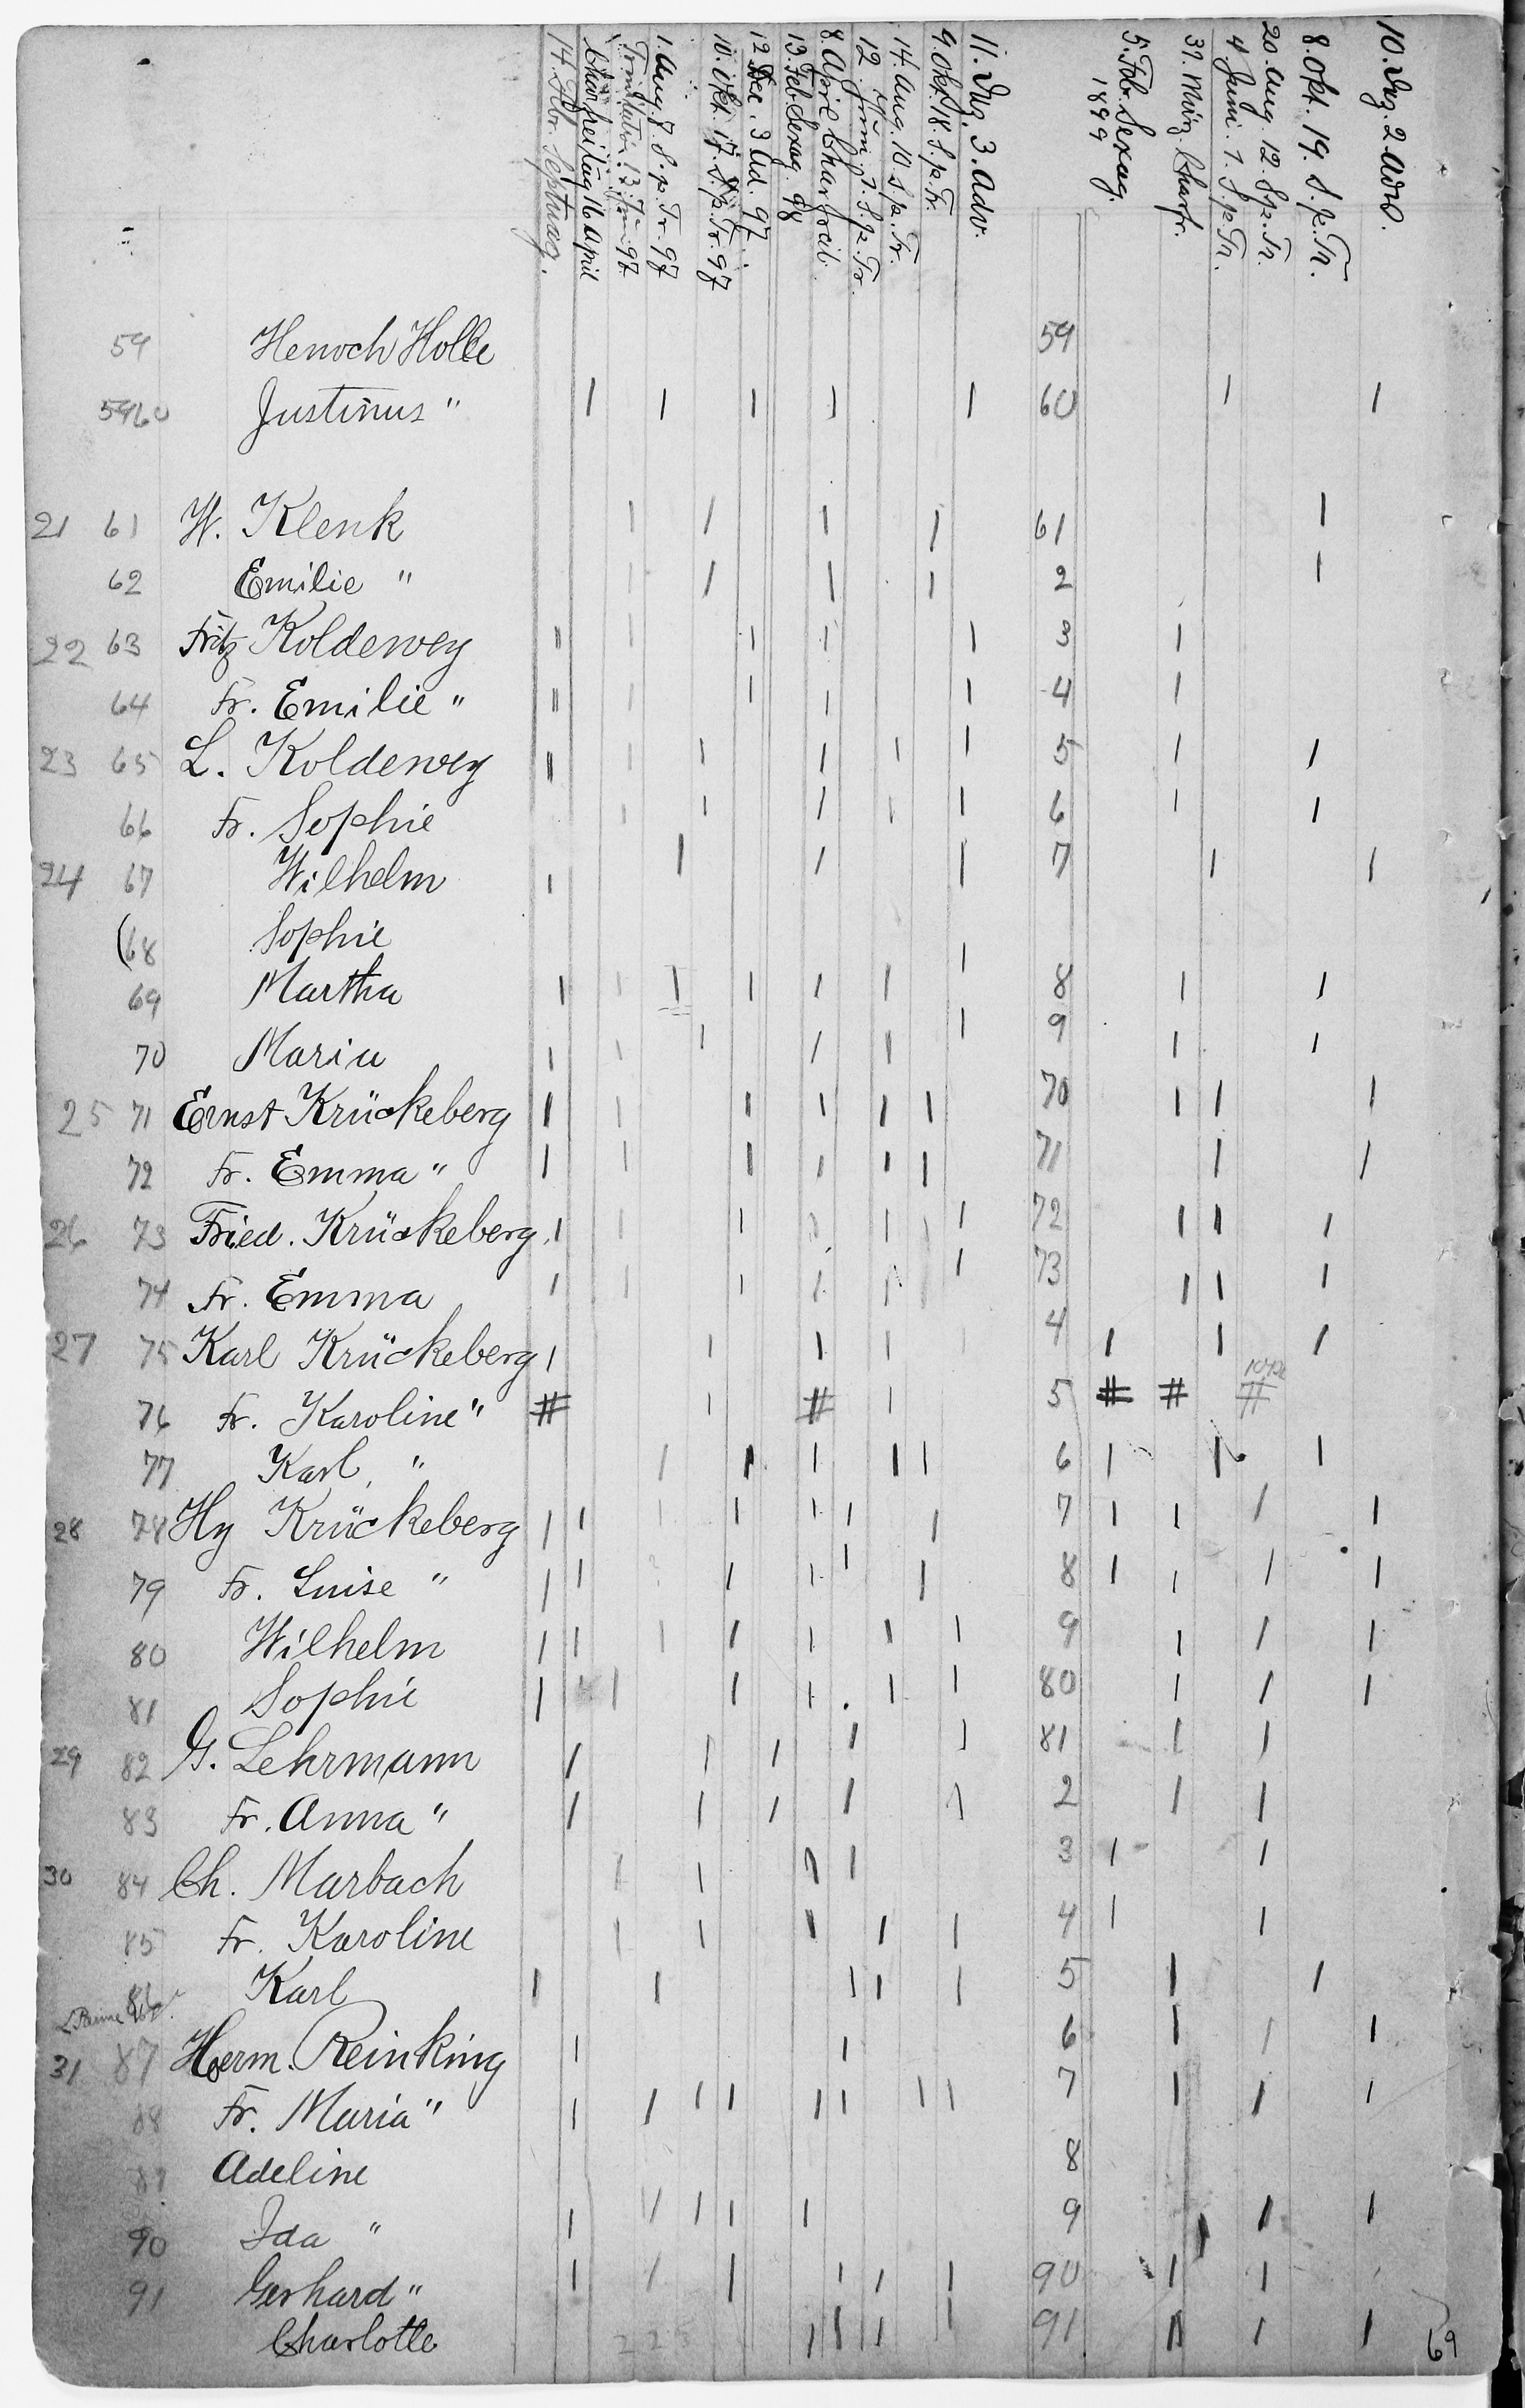 14. Febr. Septuag.
Charfreitag 16 April
13. Juni 97
1. Aug. 7. S. p. Tr. 97
10. Okt. 17. S. p. Tr. 97
12 Dec. 3 Ad. 97
13. Feb Sexag. 98
8. April Charfreit.
12 Juni 1. S. p. Tr.
14. Aug. 10 S. p. Tr.
9. Okt. 18. S. p. Tr.
11. Dez. 3. Adv.
5. Febr. Sexag. 1899
31. März Charfr.
4 Juni 1. S. p. Tr.
20. Aug. 12. S. p. Tr.
8. Okt. 19. S. p. Tr.
10. Dez. 2. Adv.
59 Henoch Holle 59
5960 Justinus " 60
21 61 W. Klenk 61
62 Emilie " 2
22 63 Fritz Koldewey 3
64 Fr. Emilie " 4
23 65 L. Koldewey 5
66 Fr. Sophie 6
24 67 Wilhelm 7
(68 Sophie
69 Martha 8
70 Maria 9
25 71 Ernst Krückeberg 70
72 Fr. Emma " 71
26 73 Fried. Krückeberg 72
74 Fr. Emma 73
27 75 Karl Krückeberg 4
76 Fr. Karoline " # # 5 # # #
77 Karl " 6
28 78 Hy Krückeberg 7
79 Fr. Luise " 8
80 Wilhelm 9
81 Sophie 80
29 82 G. Lehrmann 81
83 Fr. Anna " 2
30 84 Ch. Marbach 3
85 Fr. Karoline 4
86 Karl 5
31 87 Herm. Reinking 6
88 Fr. Maria " 7
89 Adeline 8
90 Ida " 9
91 Gerhard " 90
Charlotte 225 91
69